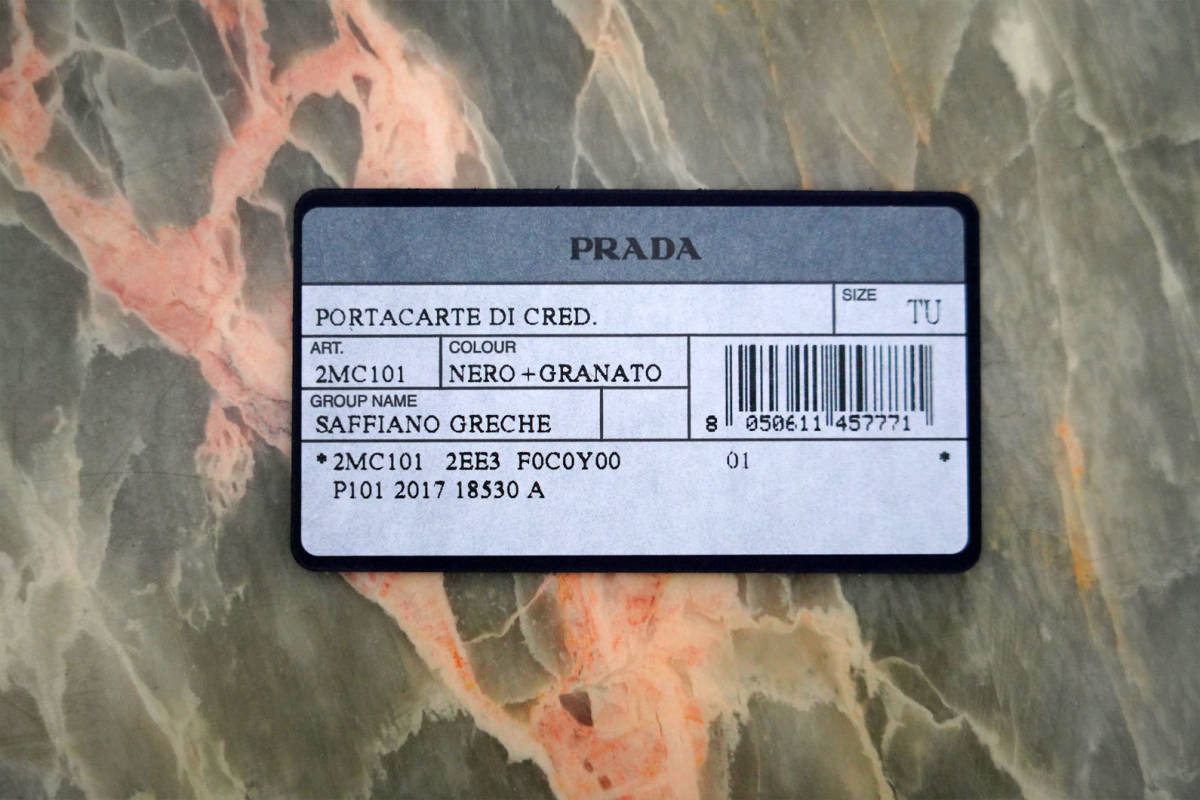 PRADA
PORTACARTE DI CRED.
SIZE TU
ART. COLOUR
2MC101 NERO+GRANATO
GROUP NAME
SAFFIANO GRECHE
8 050611 457771
*2MC101 2EE3 F0C0Y00 01 *
P101 2017 18530 A